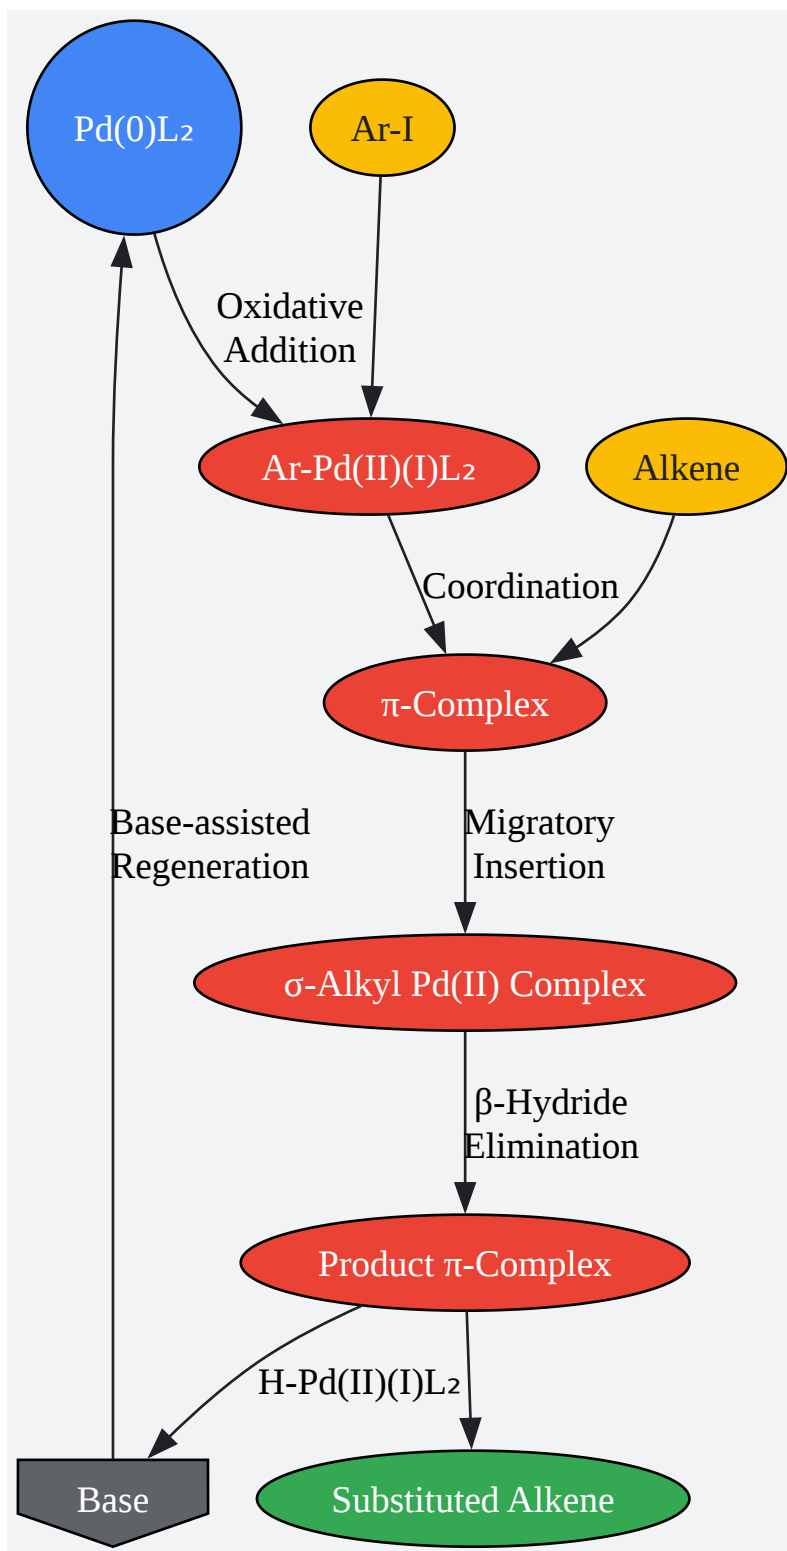 Pd(0)L₂
Ar-I
Oxidative
Addition
Ar-Pd(II)(I)L₂
Alkene
Coordination
π-Complex
Base-assisted
Regeneration
Migratory
Insertion
σ-Alkyl Pd(II) Complex
β-Hydride
Elimination
Product π-Complex
H-Pd(II)(I)L₂
Base
Substituted Alkene